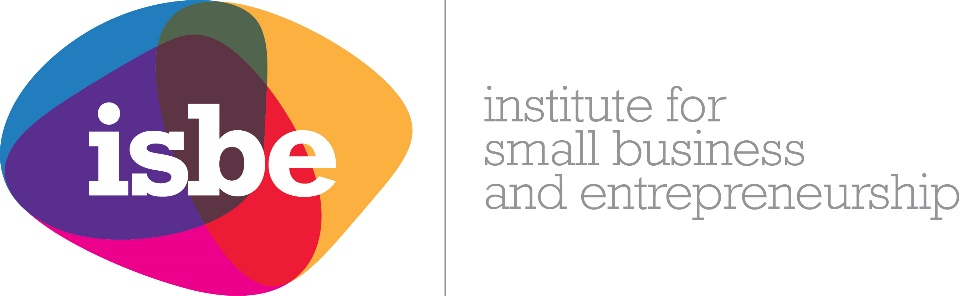 isbe
institute for
small business
and entrepreneurship